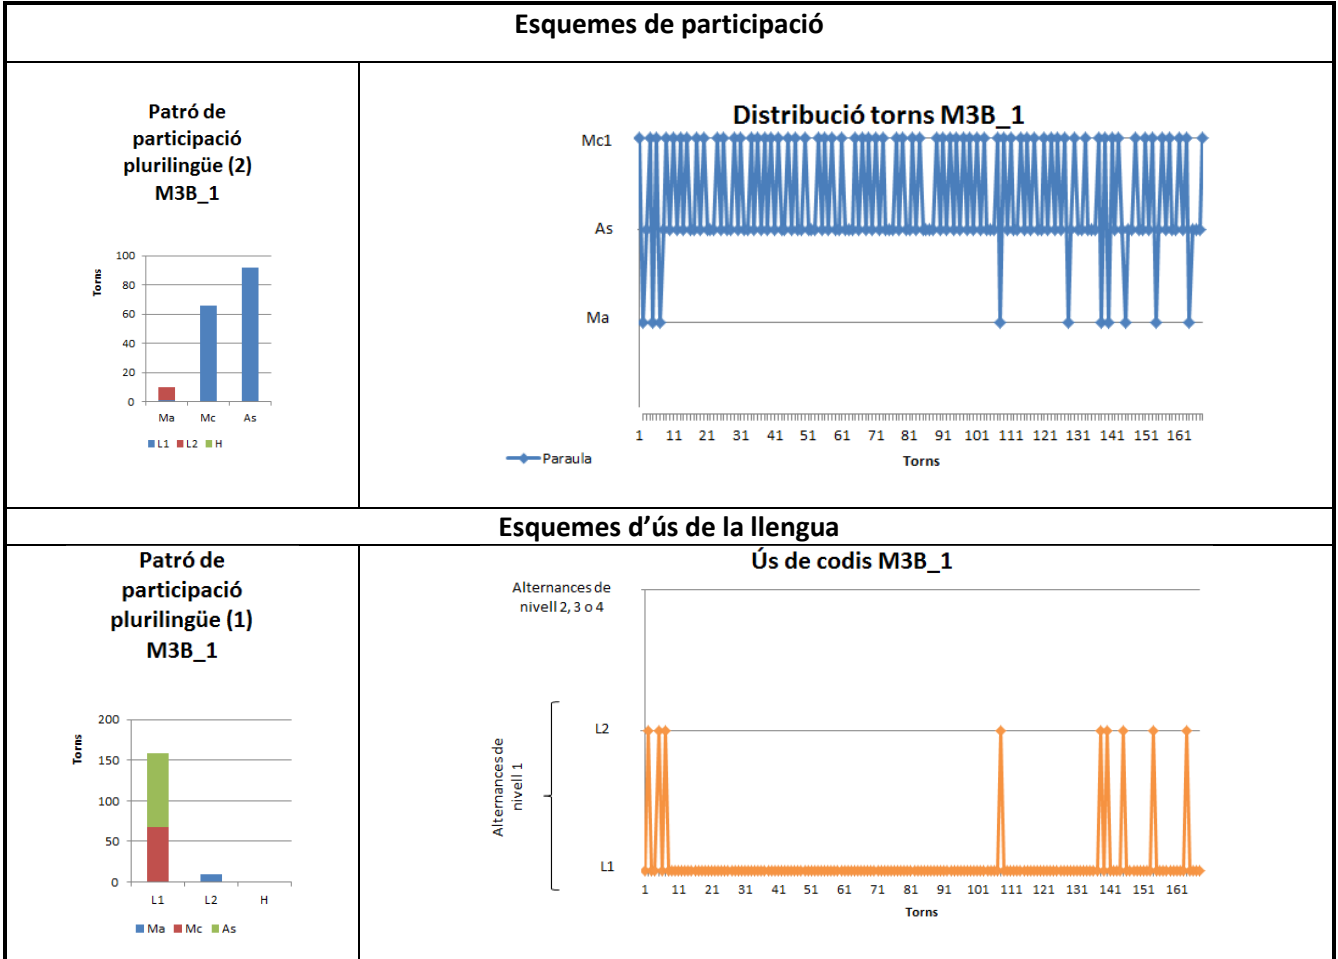 Esquemes de participació
Patró de
participació
plurilingüe (2)
M3B_1
Torns
100
80
60
40
20
0
Ma Mc As
L1 L2 H
Distribució torns M3B_1
Mc1
As
Ma
1 11 21 31 41 51 61 71 81 91 101 111 121 131 141 151 161
Paraula
Torns
Esquemes d’ús de la llengua
Patró de
participació
plurilingüe (1)
M3B_1
Torns
200
150
100
50
0
L1 L2 H
Ma Mc As
Ús de codis M3B_1
Alternances de
nivell 2, 3 o 4
Alternances de
nivell 1
L2
L1
1 11 21 31 41 51 61 71 81 91 101 111 121 131 141 151 161
Torns